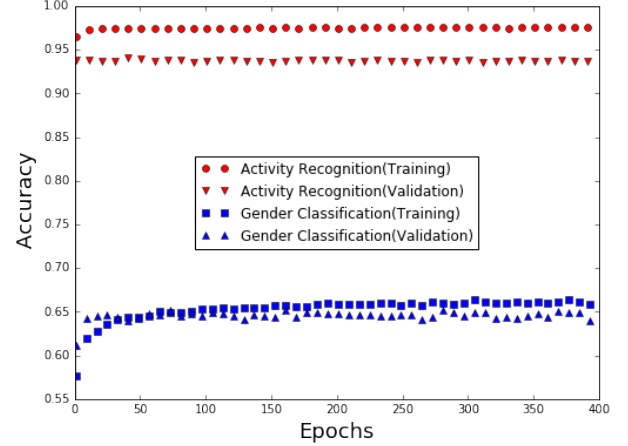 1.00
0.95
0.90
0.85
0.80
0.75
0.70
0.65
0.60
0.55
Accuracy
Activity Recognition(Training)
Activity Recognition(Validation)
Gender Classification(Training)
Gender Classification(Validation)
0 50 100 150 200 250 300 350 400
Epochs